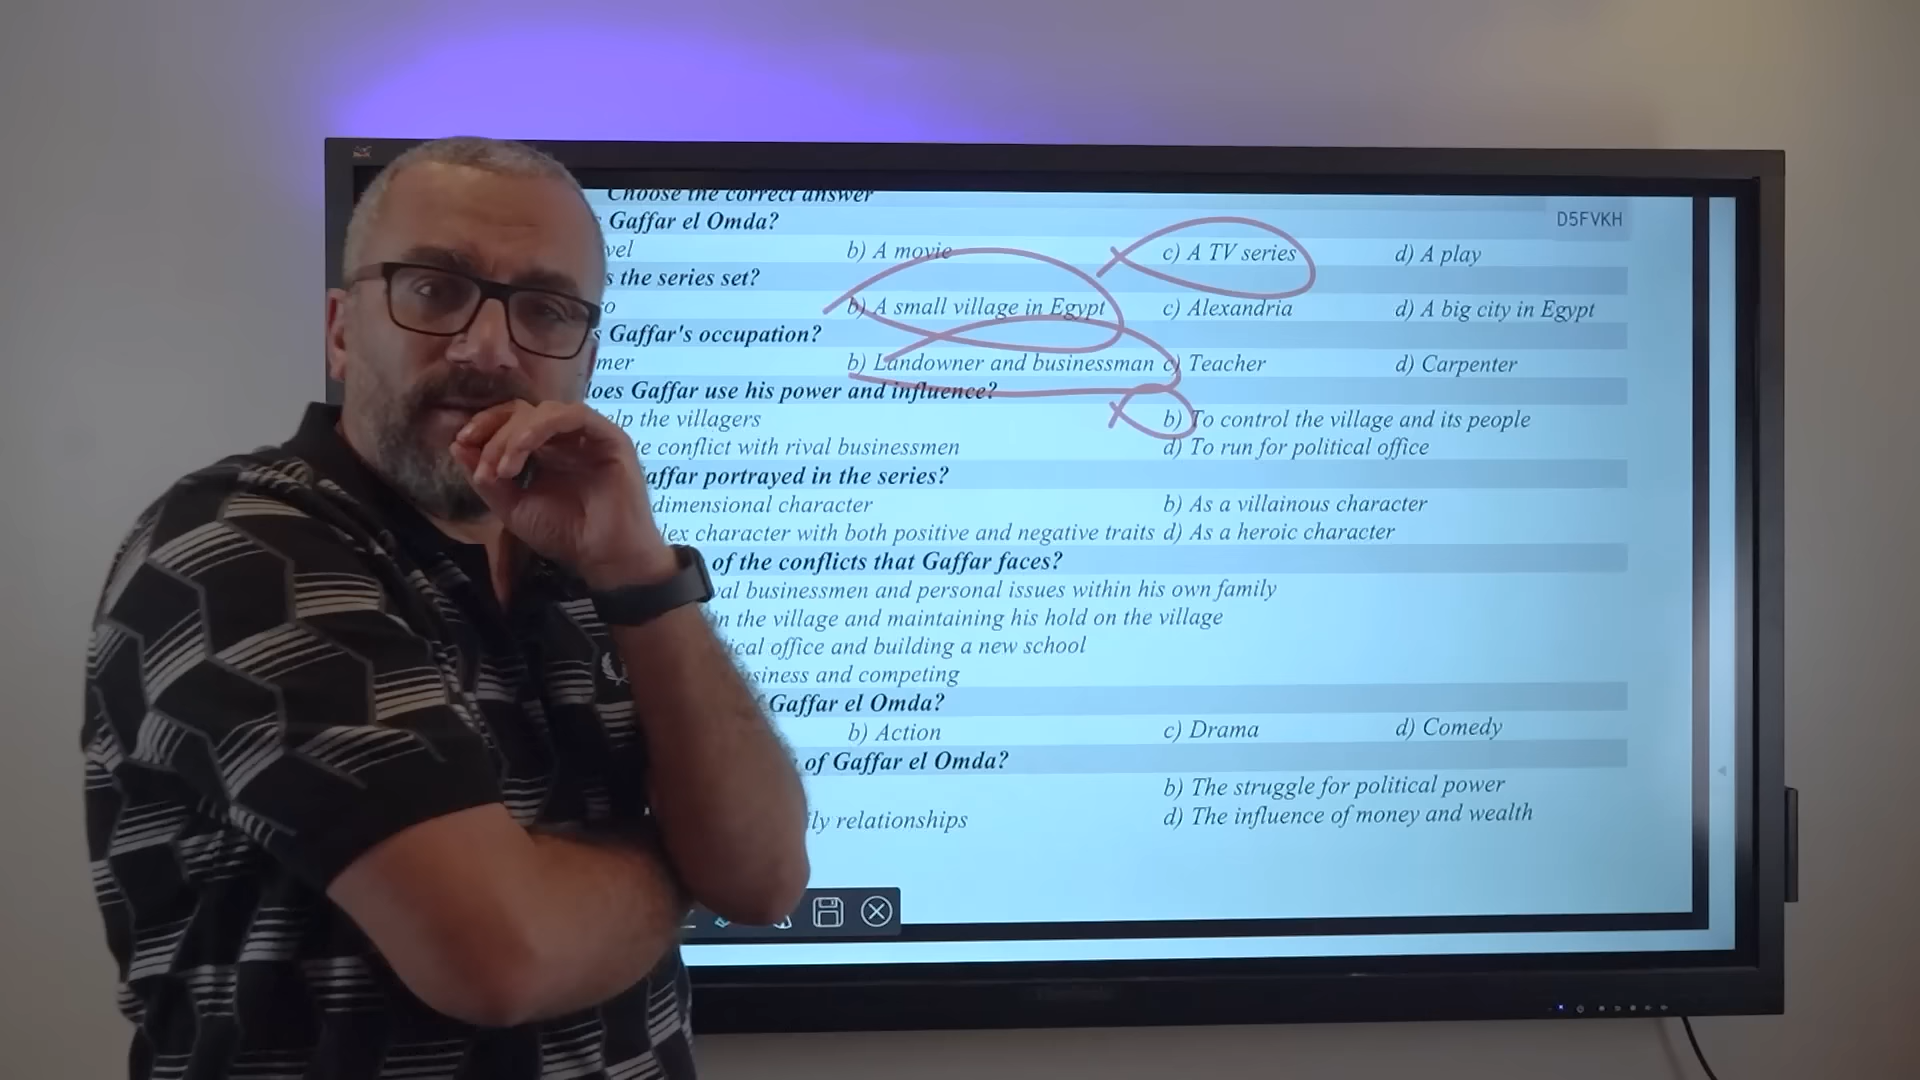 Choose the correct answer
D5FVKH
Gaffar el Omda?
b) A movie c) A TV series d) A play
s the series set?
b) A small village in Egypt c) Alexandria d) A big city in Egypt
s Gaffar's occupation?
mer b) Landowner and businessman c) Teacher d) Carpenter
does Gaffar use his power and influence?
elp the villagers b) To control the village and its people
te conflict with rival businessmen d) To run for political office
affar portrayed in the series?
dimensional character b) As a villainous character
lex character with both positive and negative traits d) As a heroic character
of the conflicts that Gaffar faces?
val businessmen and personal issues within his own family
in the village and maintaining his hold on the village
ical office and building a new school
siness and competing
Gaffar el Omda?
b) Action c) Drama d) Comedy
of Gaffar el Omda?
b) The struggle for political power
ily relationships d) The influence of money and wealth